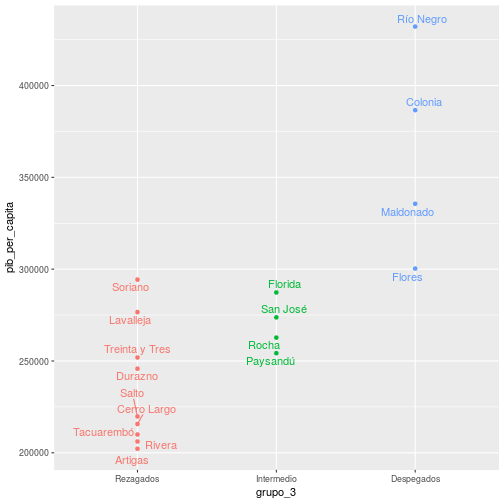 Río Negro
400000
Colonia
350000
Maldonado
300000
Flores
Soriano
Florida
Lavalleja
San José
Treinta y Tres
Rocha
250000
Paysandú
Durazno
Salto
Cerro Largo
Tacuarembó
Rivera
200000
Artigas
pib_per_capita
Rezagados
Intermedio
Despegados
grupo_3